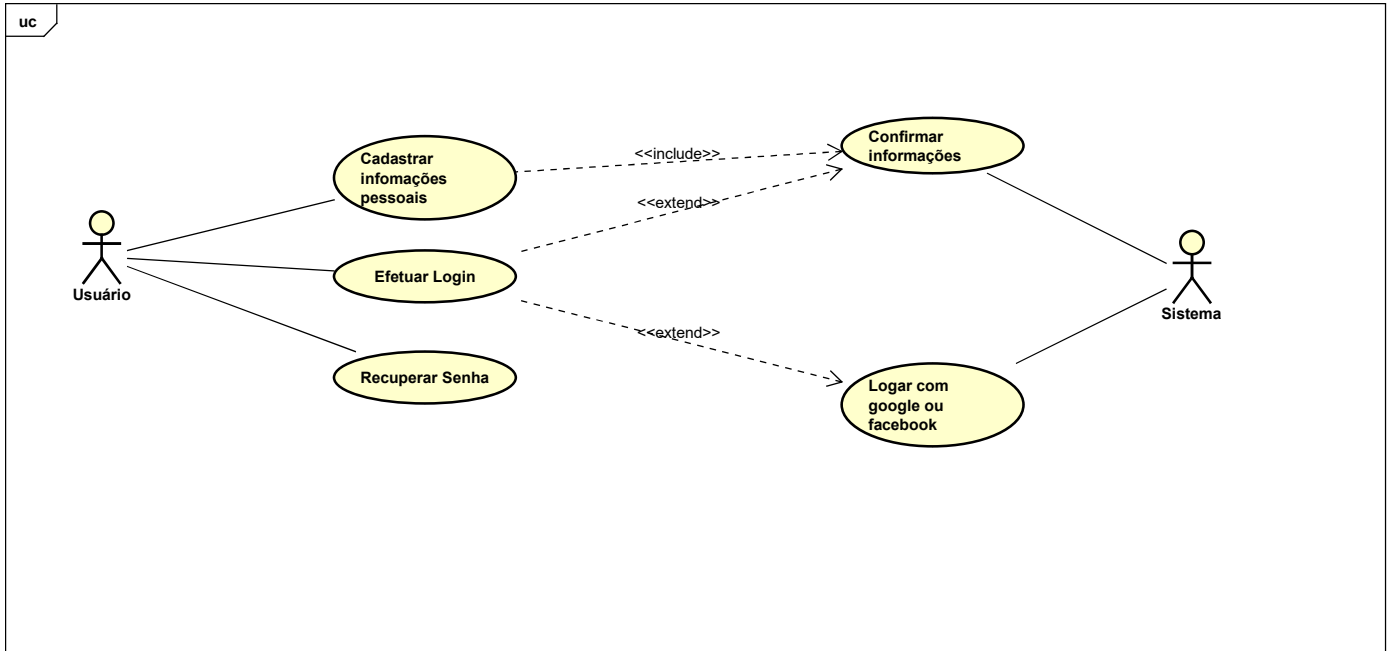 uc
Cadastrar
infomações
pessoais
<<include>>
Confirmar
informações
<<extend>>
Efetuar Login
Usuário
Sistema
<<extend>>
Recuperar Senha
Logar com
google ou
facebook